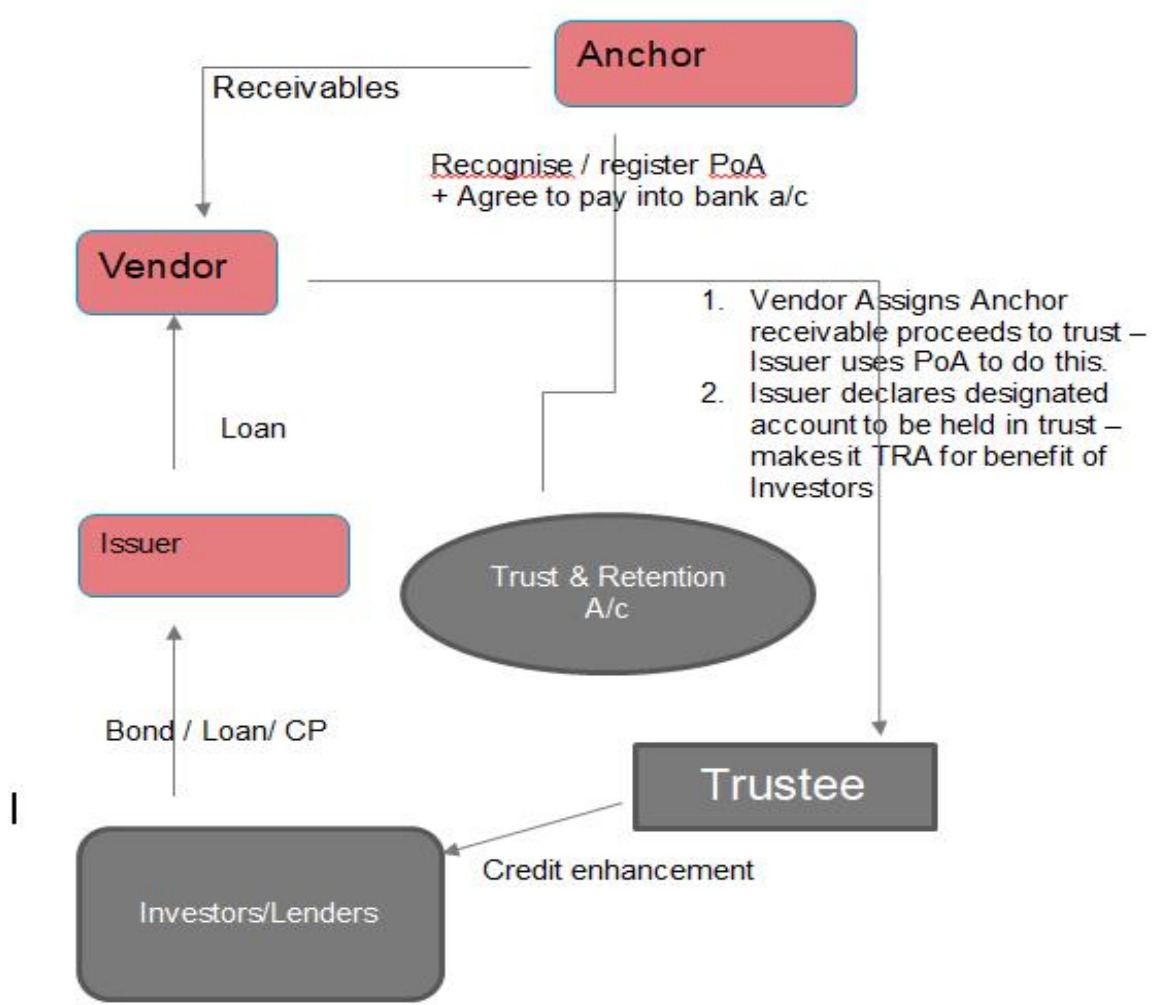 Anchor
Receivables
Recognise / register PoA
+ Agree to pay into bank a/c
Vendor
1. Vendor Assigns Anchor
receivable proceeds to trust –
Issuer uses PoA to do this.
2. Issuer declares designated
account to be held in trust –
makes it TRA for benefit of
Investors
Loan
Issuer
Trust & Retention
A/c
Bond / Loan/ CP
Trustee
Credit enhancement
Investors/Lenders